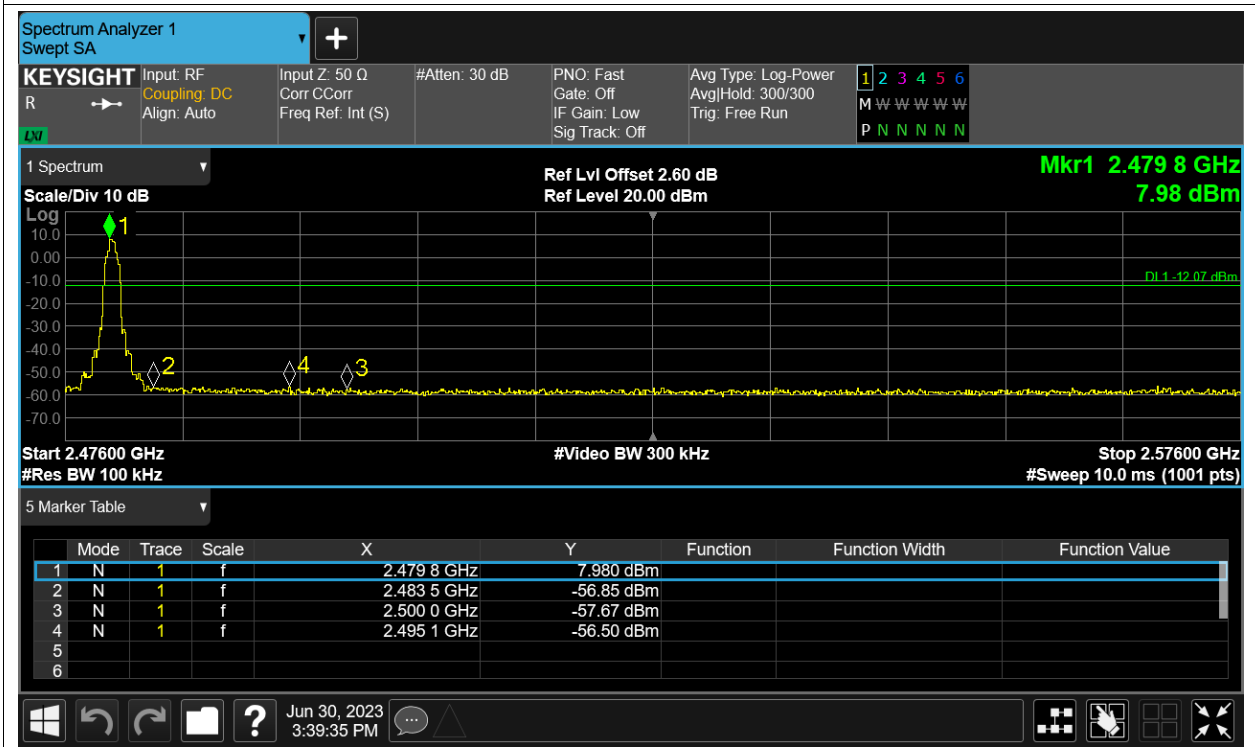 Spectrum Analyzer 1
Swept SA
KEYSIGHT Input: RF Input Z: 50 Ω #Atten: 30 dB PNO: Fast Avg Type: Log-Power 1 2 3 4 5 6
R Coupling: DC Corr CCorr Gate: Off Avg|Hold: 300/300 M W W W W W
Align: Auto Freq Ref: Int (S) IF Gain: Low Trig: Free Run
LXI Sig Track: Off P N N N N N
1 Spectrum Ref Lvl Offset 2.60 dB Mkr1 2.479 8 GHz
Scale/Div 10 dB Ref Level 20.00 dBm 7.98 dBm
Log
1
10.0
0.00
-10.0 DL1 -12.07 dBm
-20.0
-30.0
-40.0
2 4 3
-50.0
-60.0
-70.0
Start 2.47600 GHz #Video BW 300 kHz Stop 2.57600 GHz
#Res BW 100 kHz #Sweep 10.0 ms (1001 pts)
5 Marker Table
Mode Trace Scale X Y Function Function Width Function Value
1 N 1 f 2.479 8 GHz 7.980 dBm
2 N 1 f 2.483 5 GHz -56.85 dBm
3 N 1 f 2.500 0 GHz -57.67 dBm
4 N 1 f 2.495 1 GHz -56.50 dBm
5
6
? Jun 30, 2023
3:39:35 PM